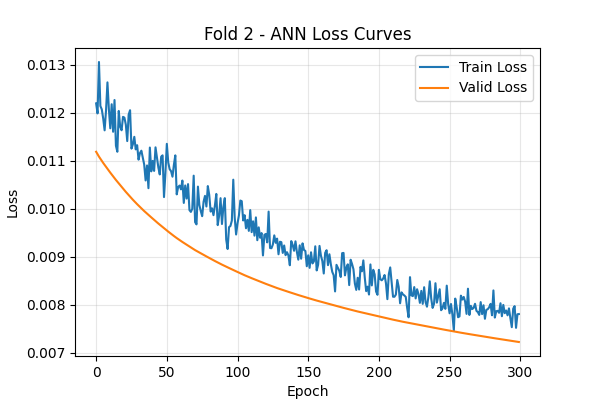 Fold 2 - ANN Loss Curves
Train Loss
Valid Loss
Loss
0.013
0.012
0.011
0.010
0.009
0.008
0.007
0 50 100 150 200 250 300
Epoch